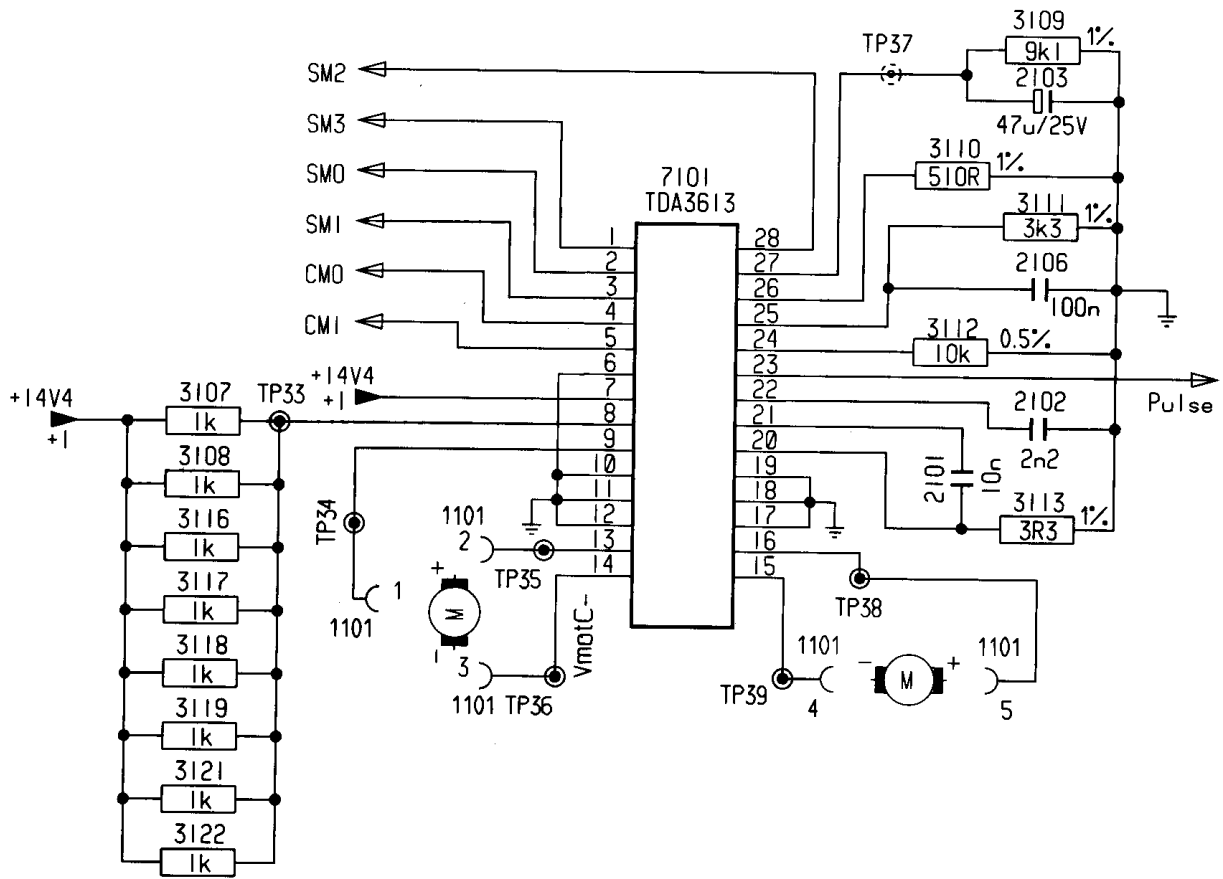 3109
1%
9k1
TP37
2103
47u/25V
SM2
SM3
SM0
SM1
CM0
CM1
3110
1%
510R
7101
TDA3613
3111
1%
3k3
2106
100n
3112
0.5%
10k
Pulse
1
2
3
4
5
6
7
8
9
10
11
12
13
14
28
27
26
25
24
23
22
21
20
19
18
17
16
15
+14V4
+1
+14V4
+1
3107
1k
TP33
3108
1k
3116
1k
3117
1k
3118
1k
3119
1k
3121
1k
3122
1k
TP34
1101
2
TP35
1
1101
+
M
-
3
1101
TP36
VmotC-
2102
2n2
2101
10n
3113
1%
3R3
TP38
TP39
1101
4
-
M
+
1101
5